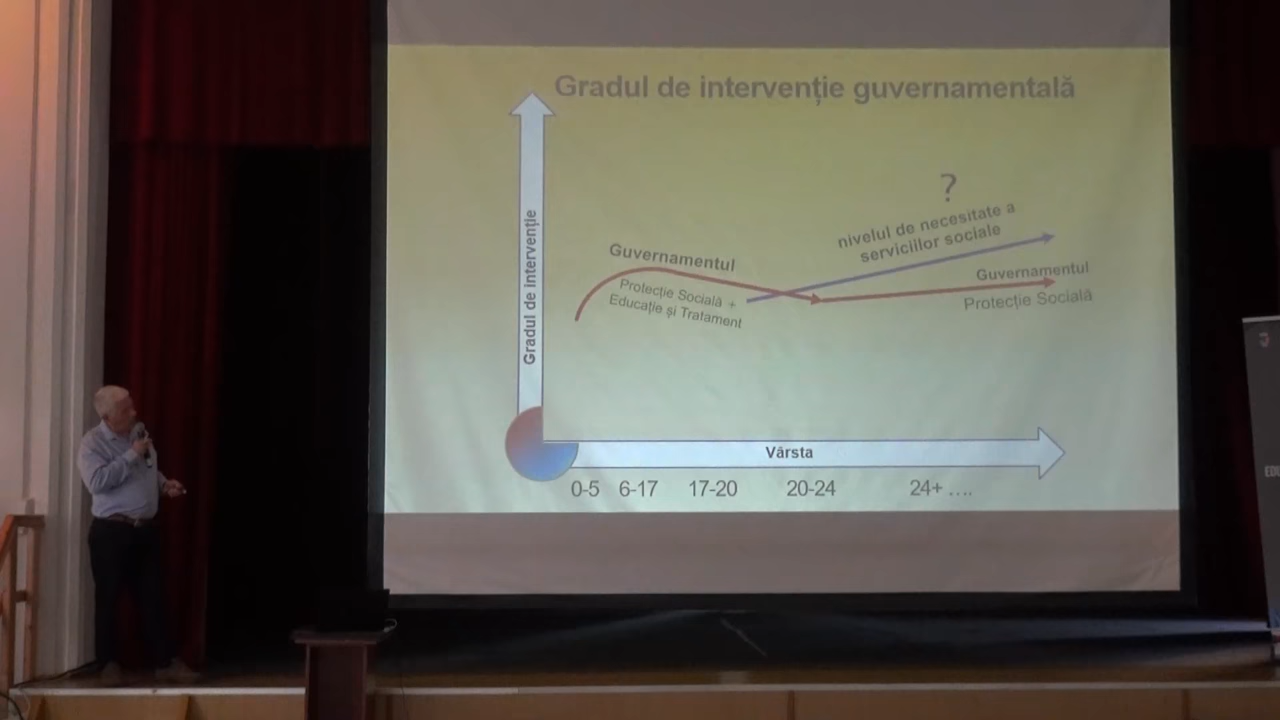 Gradul de intervenție guvernamentală
Gradul de intervenție
?
nivelul de necesitate a
serviciilor sociale
Guvernamentul
Protecție Socială +
Educație și Tratament
Guvernamentul
Protecție Socială
Vârsta
0-5 6-17 17-20 20-24 24+ ....